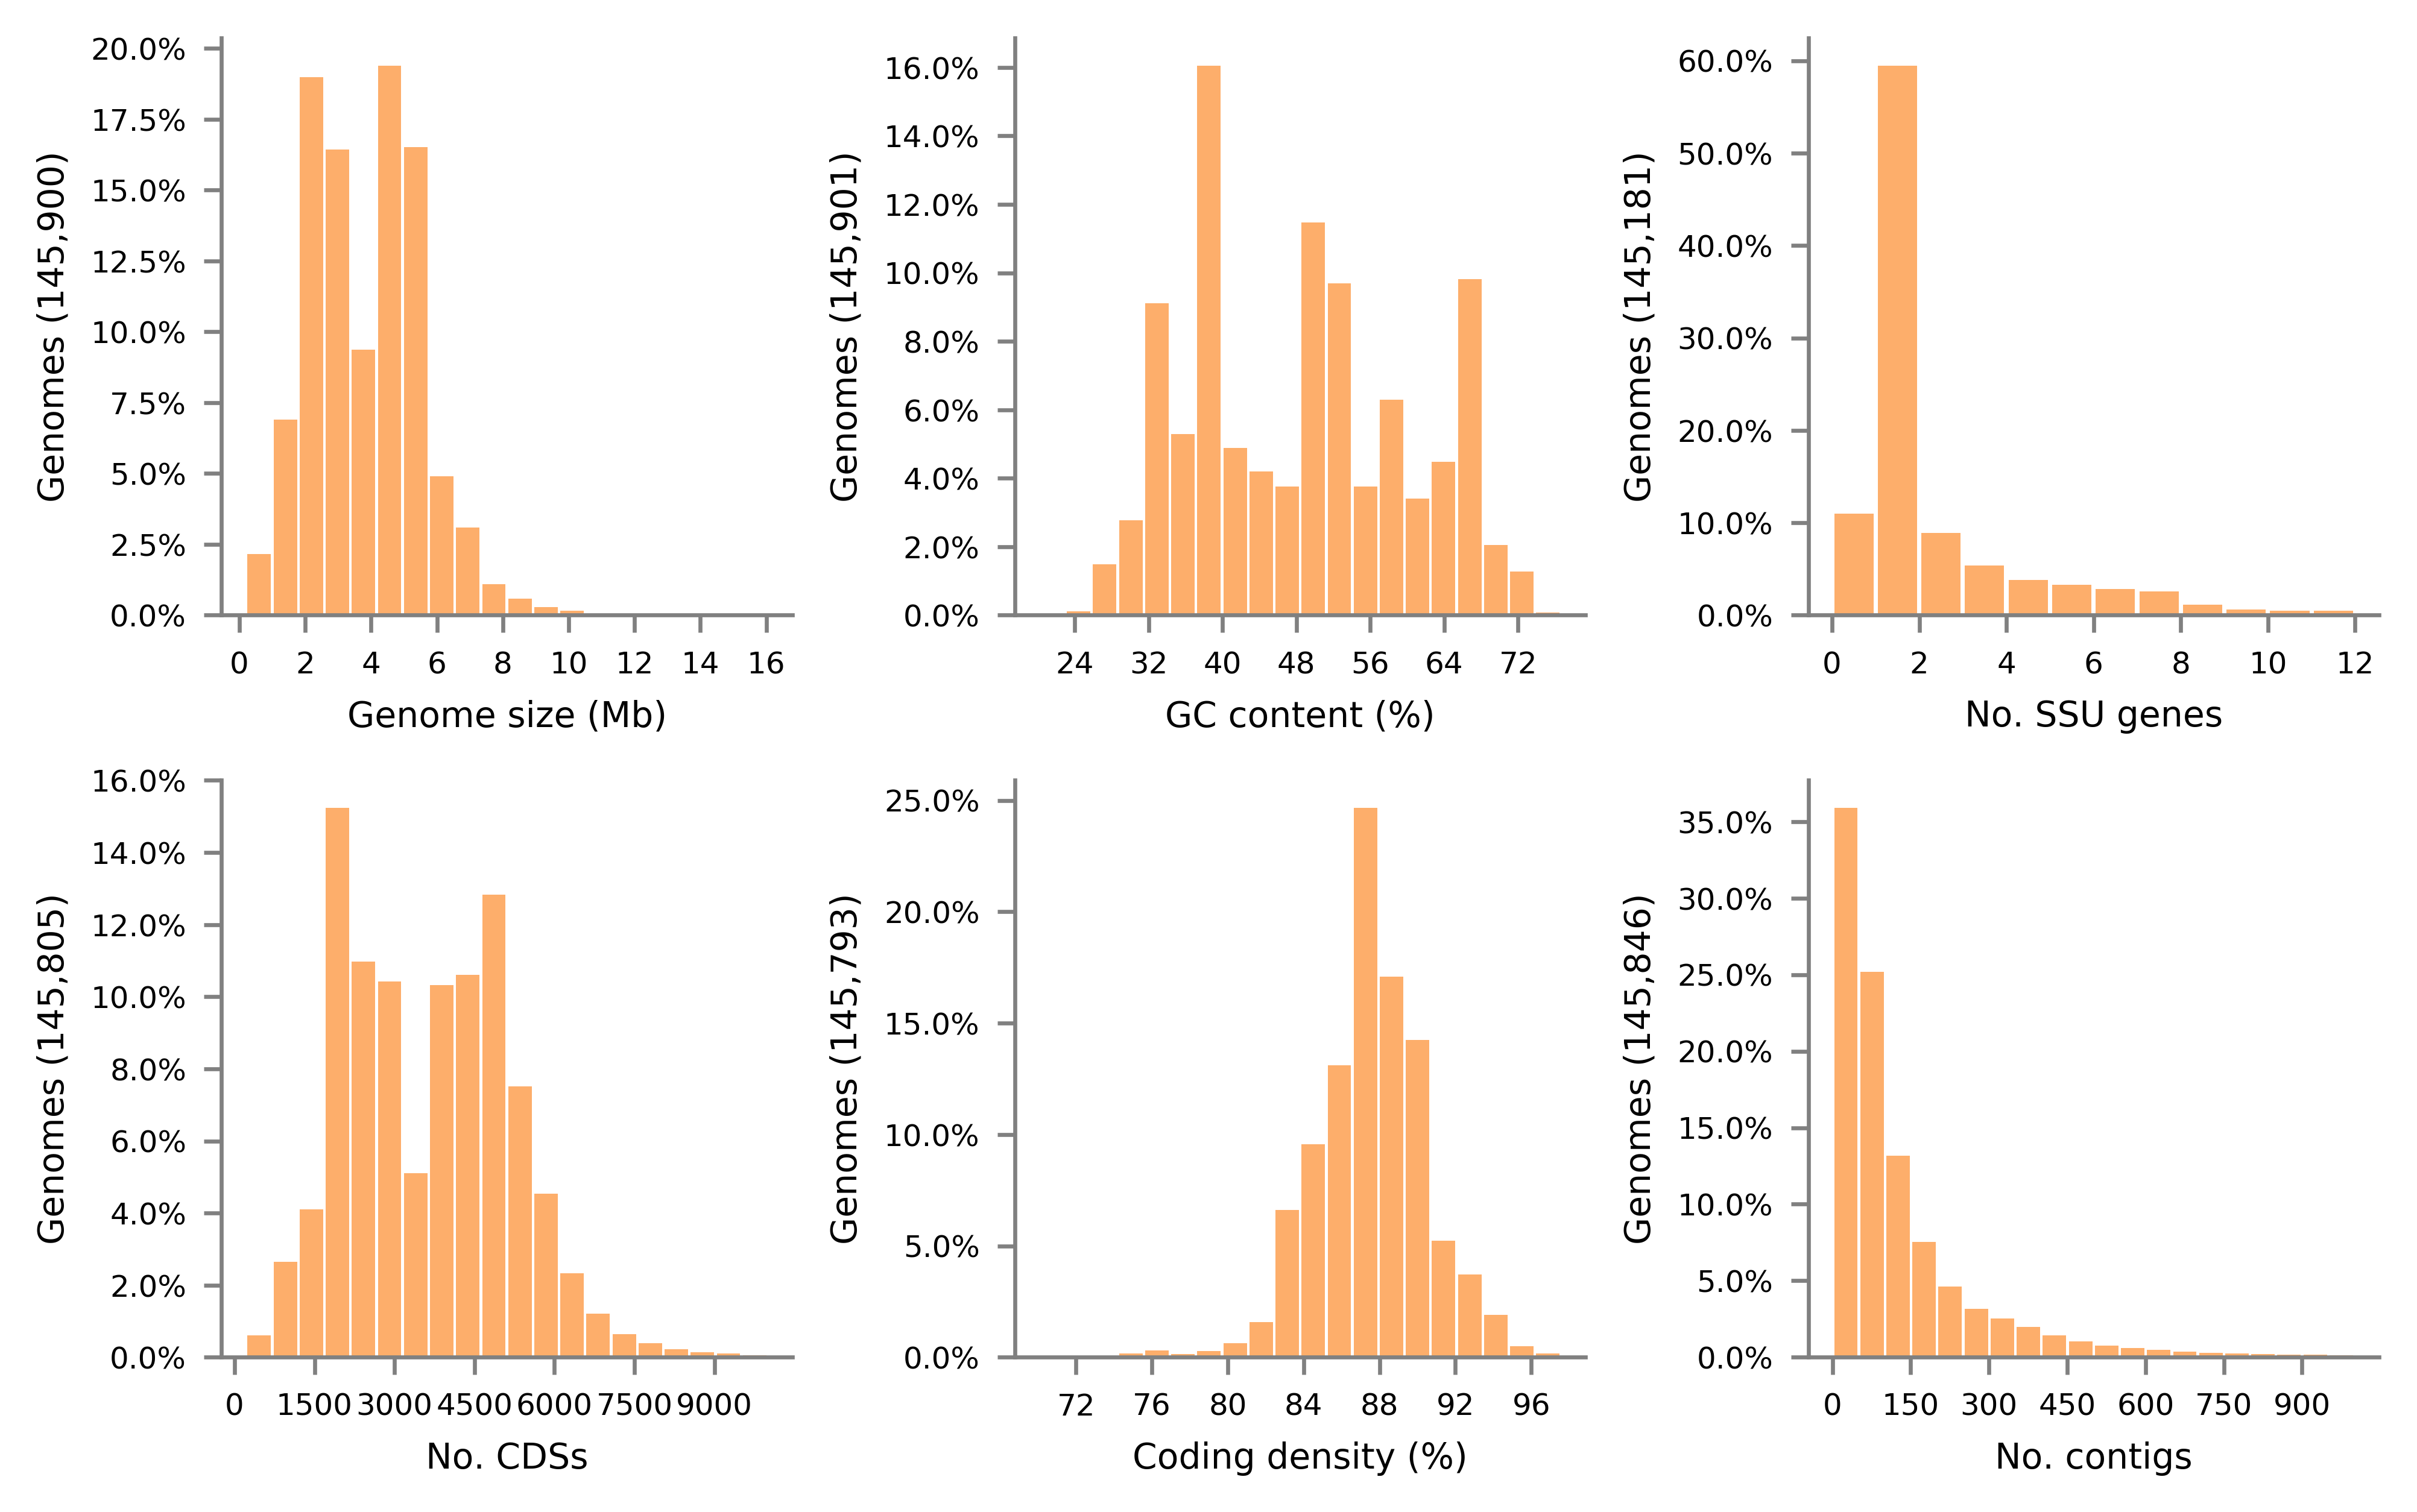 20.0%
17.5%
15.0%
12.5%
10.0%
7.5%
5.0%
2.5%
0.0%
Genomes (145,900)
0 2 4 6 8 10 12 14 16
Genome size (Mb)
16.0%
14.0%
12.0%
10.0%
8.0%
6.0%
4.0%
2.0%
0.0%
Genomes (145,901)
24 32 40 48 56 64 72
GC content (%)
60.0%
50.0%
40.0%
30.0%
20.0%
10.0%
0.0%
Genomes (145,181)
0 2 4 6 8 10 12
No. SSU genes
16.0%
14.0%
12.0%
10.0%
8.0%
6.0%
4.0%
2.0%
0.0%
Genomes (145,805)
0 1500 3000 4500 6000 7500 9000
No. CDSs
25.0%
20.0%
15.0%
10.0%
5.0%
0.0%
Genomes (145,793)
72 76 80 84 88 92 96
Coding density (%)
35.0%
30.0%
25.0%
20.0%
15.0%
10.0%
5.0%
0.0%
Genomes (145,846)
0 150 300 450 600 750 900
No. contigs